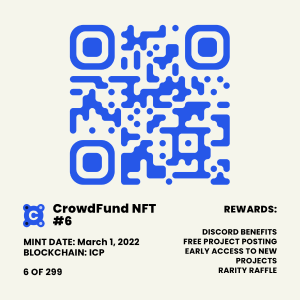 C
CrowdFund NFT
#6
MINT DATE: March 1, 2022
BLOCKCHAIN: ICP
6 OF 299
REWARDS:
DISCORD BENEFITS
FREE PROJECT POSTING
EARLY ACCESS TO NEW
PROJECTS
RARITY RAFFLE